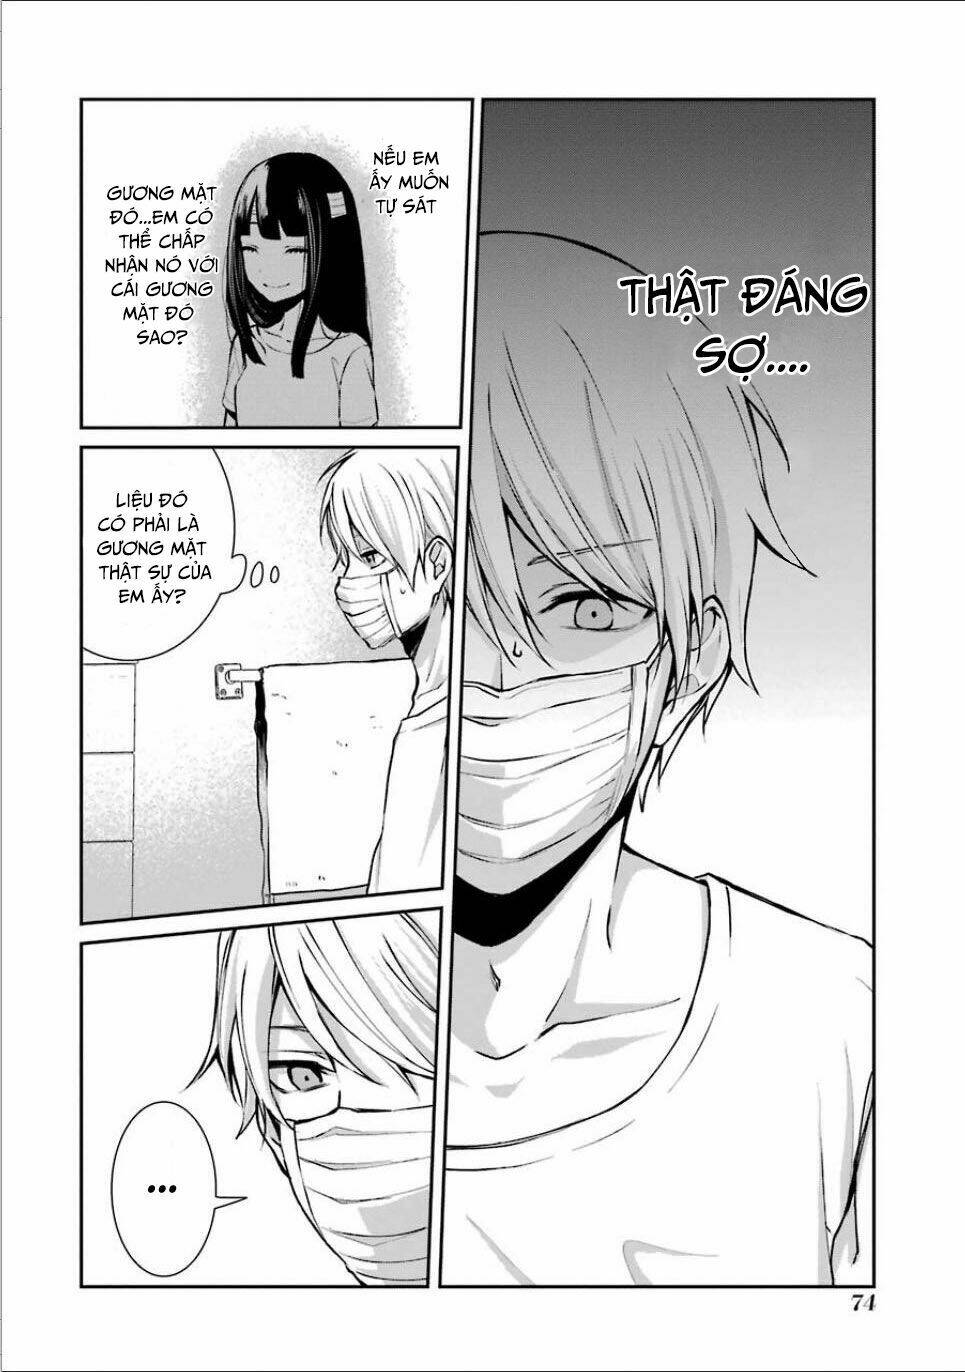 THẬT ĐÁNG
SỢ....
NẾU EM
ẤY MUỐN
TỰ SÁT
GƯƠNG MẶT
ĐÓ...EM CÓ
THỂ CHẤP
NHẬN NÓ VỚI
CÁI GƯƠNG
MẶT ĐÓ
SAO?
LIỆU ĐÓ
CÓ PHẢI LÀ
GƯƠNG MẶT
THẬT SỰ CỦA
EM ẤY?
...
74